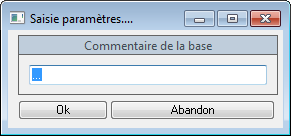 Saisie paramètres....
Commentaire de la base
...
Ok
Abandon